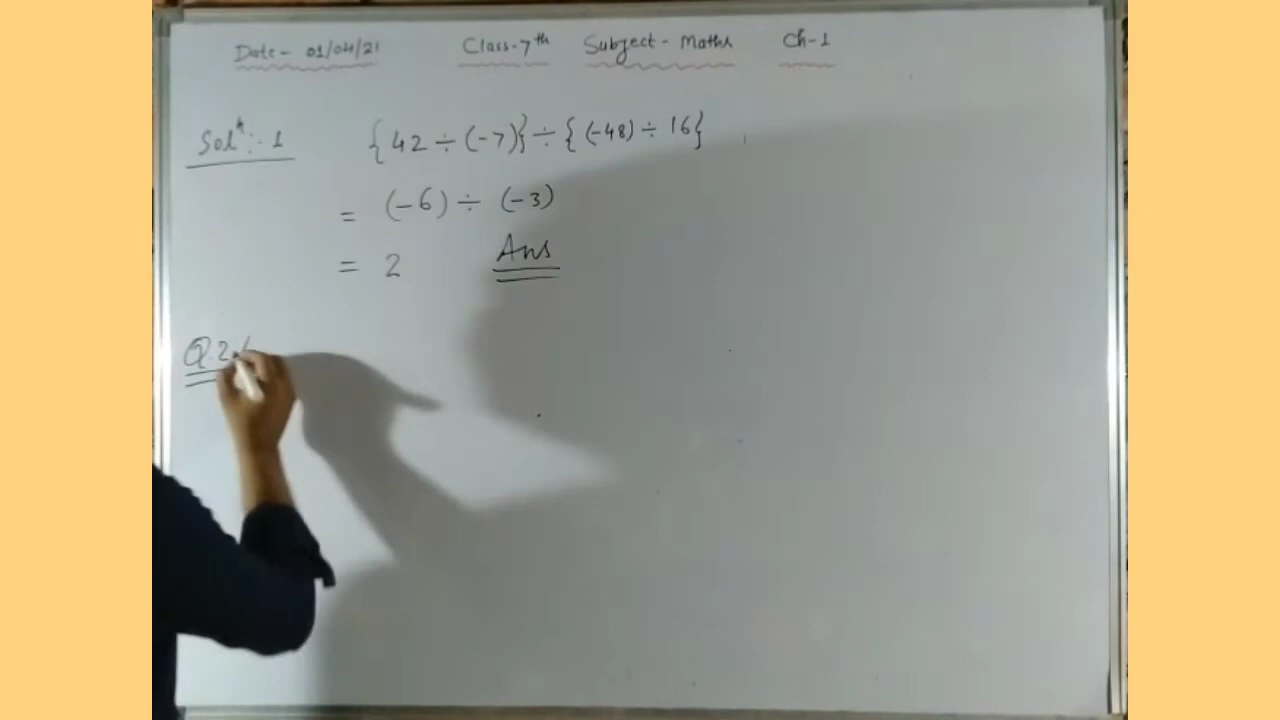 Date- 01/04/21 Class-7th Subject- Maths Ch-1
Solⁿ:-1 {42 ÷ (-7)} ÷ {(-48) ÷ 16}
= (-6) ÷ (-3)
= 2 Ans
Q.2